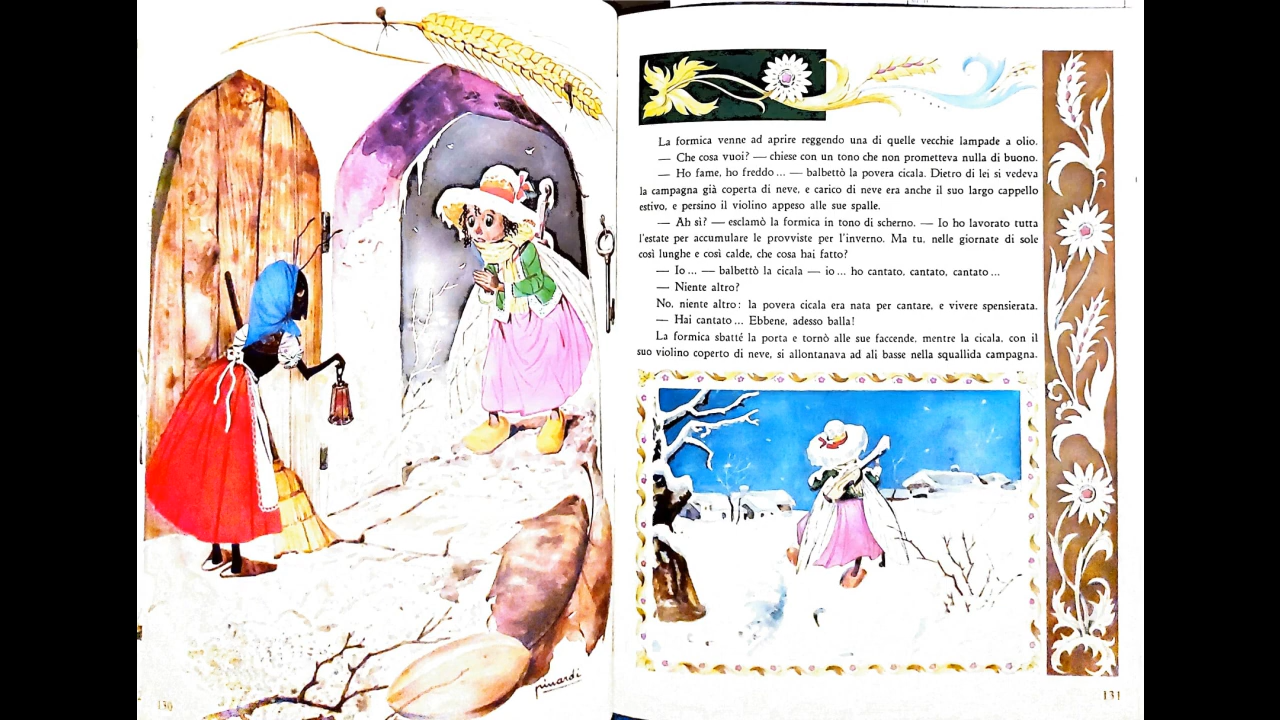 La formica venne ad aprire reggendo una di quelle vecchie lampade a olio.
— Che cosa vuoi? — chiese con un tono che non prometteva nulla di buono.
— Ho fame, ho freddo ... — balbettò la povera cicala. Dietro di lei si vedeva
la campagna già coperta di neve, e carico di neve era anche il suo largo cappello
estivo, e persino il violino appeso alle sue spalle.
— Ah sì? — esclamò la formica in tono di scherno. — Io ho lavorato tutta
l'estate per accumulare le provviste per l'inverno. Ma tu, nelle giornate di sole
così lunghe e così calde, che cosa hai fatto?
— Io ... — balbettò la cicala — io ... ho cantato, cantato, cantato ...
— Niente altro?
No, niente altro: la povera cicala era nata per cantare, e vivere spensierata.
— Hai cantato ... Ebbene, adesso balla!
La formica sbatté la porta e tornò alle sue faccende, mentre la cicala, con il
suo violino coperto di neve, si allontanava ad ali basse nella squallida campagna.
pinardi
130
131